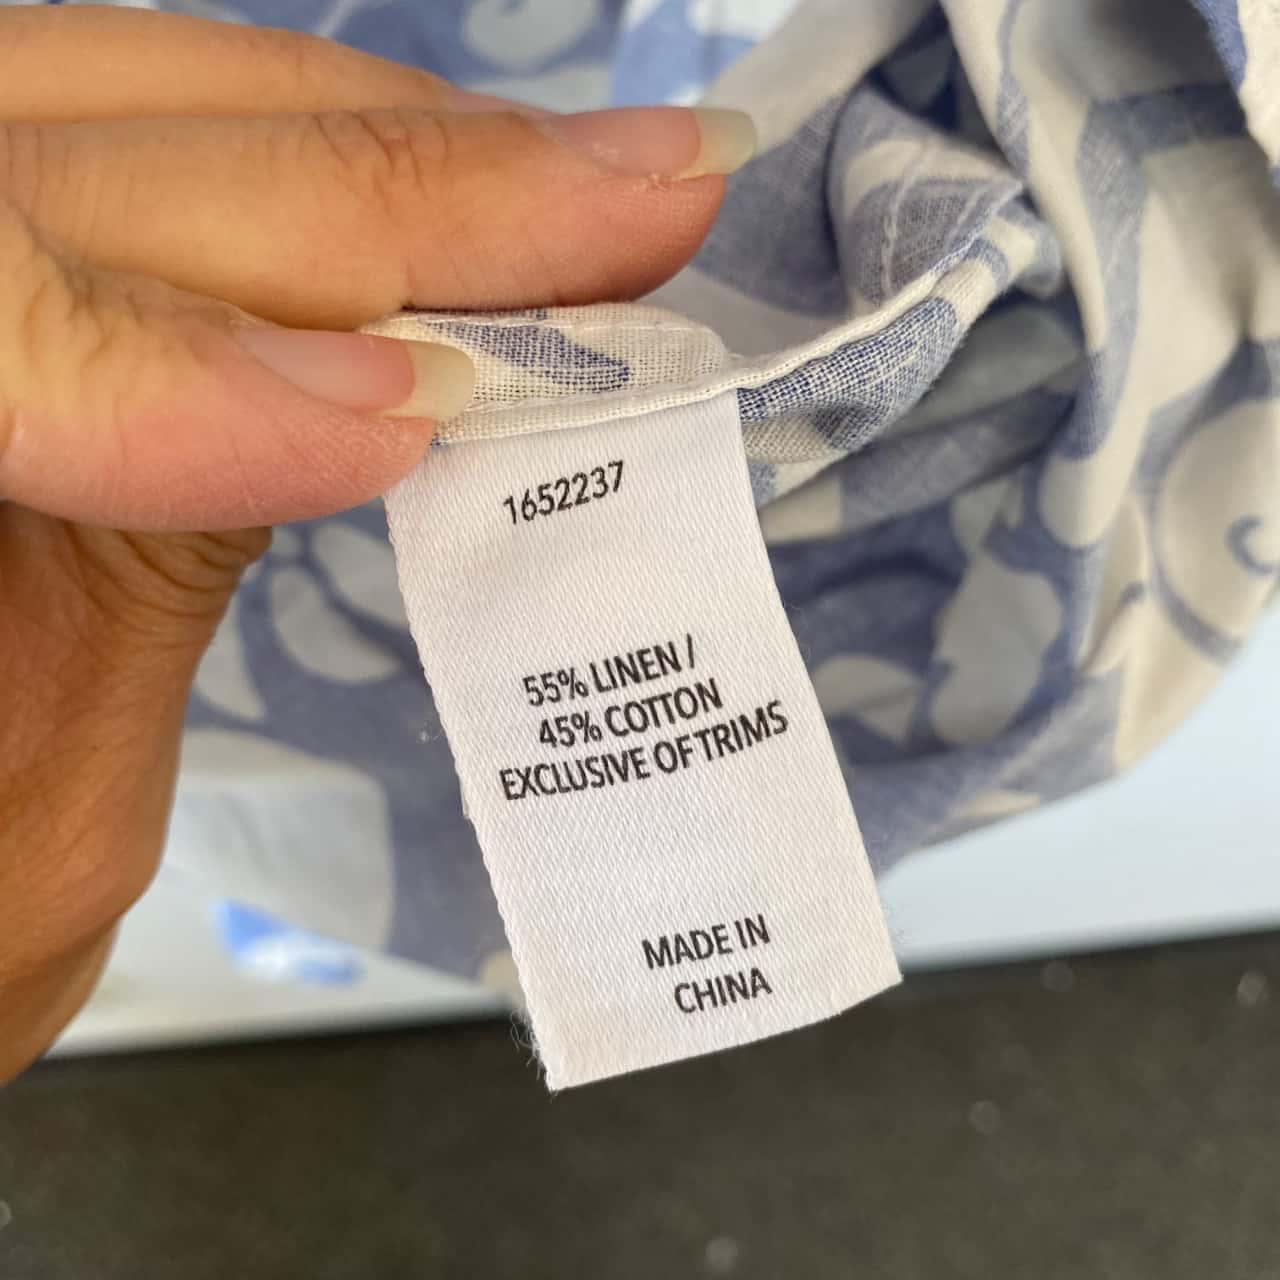 1652237
55% LINEN /
45% COTTON
EXCLUSIVE OF TRIMS
MADE IN
CHINA